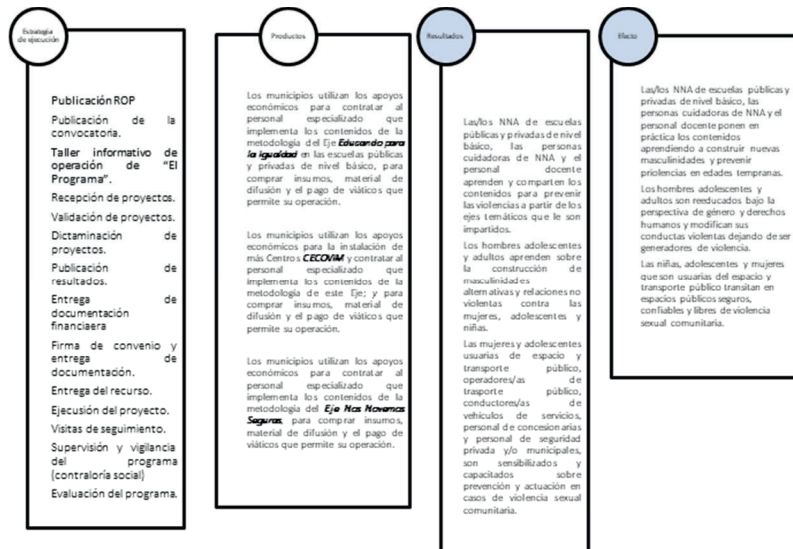 Estrategia
de ejecución
Publicación ROP
Publicación de la
convocatoria.
Taller informativo de
operación de “El
Programa”.
Recepción de proyectos.
Validación de proyectos.
Dictaminación de
proyectos.
Publicación de
resultados.
Entrega de
documentación
financiaera
Firma de convenio y
entrega de
documentación.
Entrega del recurso.
Ejecusión del proyecto.
Visitas de seguimiento.
Supervisión y vigilancia
del programa
(contraloría social)
Evaluación del programa.
Productos
Los municipios utilizan los apoyos
económicos para contratar al
personal especializado que
implementa los contenidos de la
metodología del Eje Educando para
la igualdad en las escuelas públicas
y privadas de nivel básico, para
comprar insumos, material de
difusión y el pago de viáticos que
permite su operación.
Los municipios utilizan los apoyos
económicos para la instalación de
más Centros CECOVIM y contratar al
personal especializado que
implementa los contenidos de la
metodología de este Eje; y para
comprar insumos, material de
difusión y el pago de viáticos que
permite su operación.
Los municipios utilizan los apoyos
económicos para contratar al
personal especializado que
implementa los contenidos de la
metodología del Eje Nos Movemos
Seguras, para comprar insumos,
material de difusión y el pago de
viáticos que permite su operación.
Resultados
Las/los NNA de escuelas
públicas y privadas de nivel
básico, las personas
cuidadoras de NNA y el
personal docente
aprenden y comparten los
contenidos para prevenir
las violencias a partir de los
ejes temáticos que le son
impartidos.
Los hombres adolescentes
y adultos aprenden sobre
la construcción de
masculinidades
alternativas y relaciones no
violentas contra las
mujeres, adolescentes y
niñas.
Las mujeres y adolescentes
usuarias de espacio y
transporte público,
operadores/as de
trasporte público,
conductores/as de
vehículos de servicios,
personal de concesionarias
y personal de seguridad
privada y/o municipales,
son sensibilizados y
capacitados sobre
prevención y actuación en
casos de violencia sexual
comunitaria.
Efecto
Las/los NNA de escuelas públicas y
privadas de nivel básico, las
personas cuidadoras de NNA y el
personal docente ponen en
práctica los contenidos
aprendiendo a construir nuevas
masculinidades y prevenir
priolencias en edades tempranas.
Los hombres adolescentes y
adultos son reeducados bajo la
perspectiva de género y derechos
humanos y modifican sus
conductas violentas dejando de ser
generadores de violencia.
Las niñas, adolescentes y mujeres
que son usuarias del espacio y
transporte público transitan en
espacios públicos seguros,
confiables y libres de violencia
sexual comunitaria.